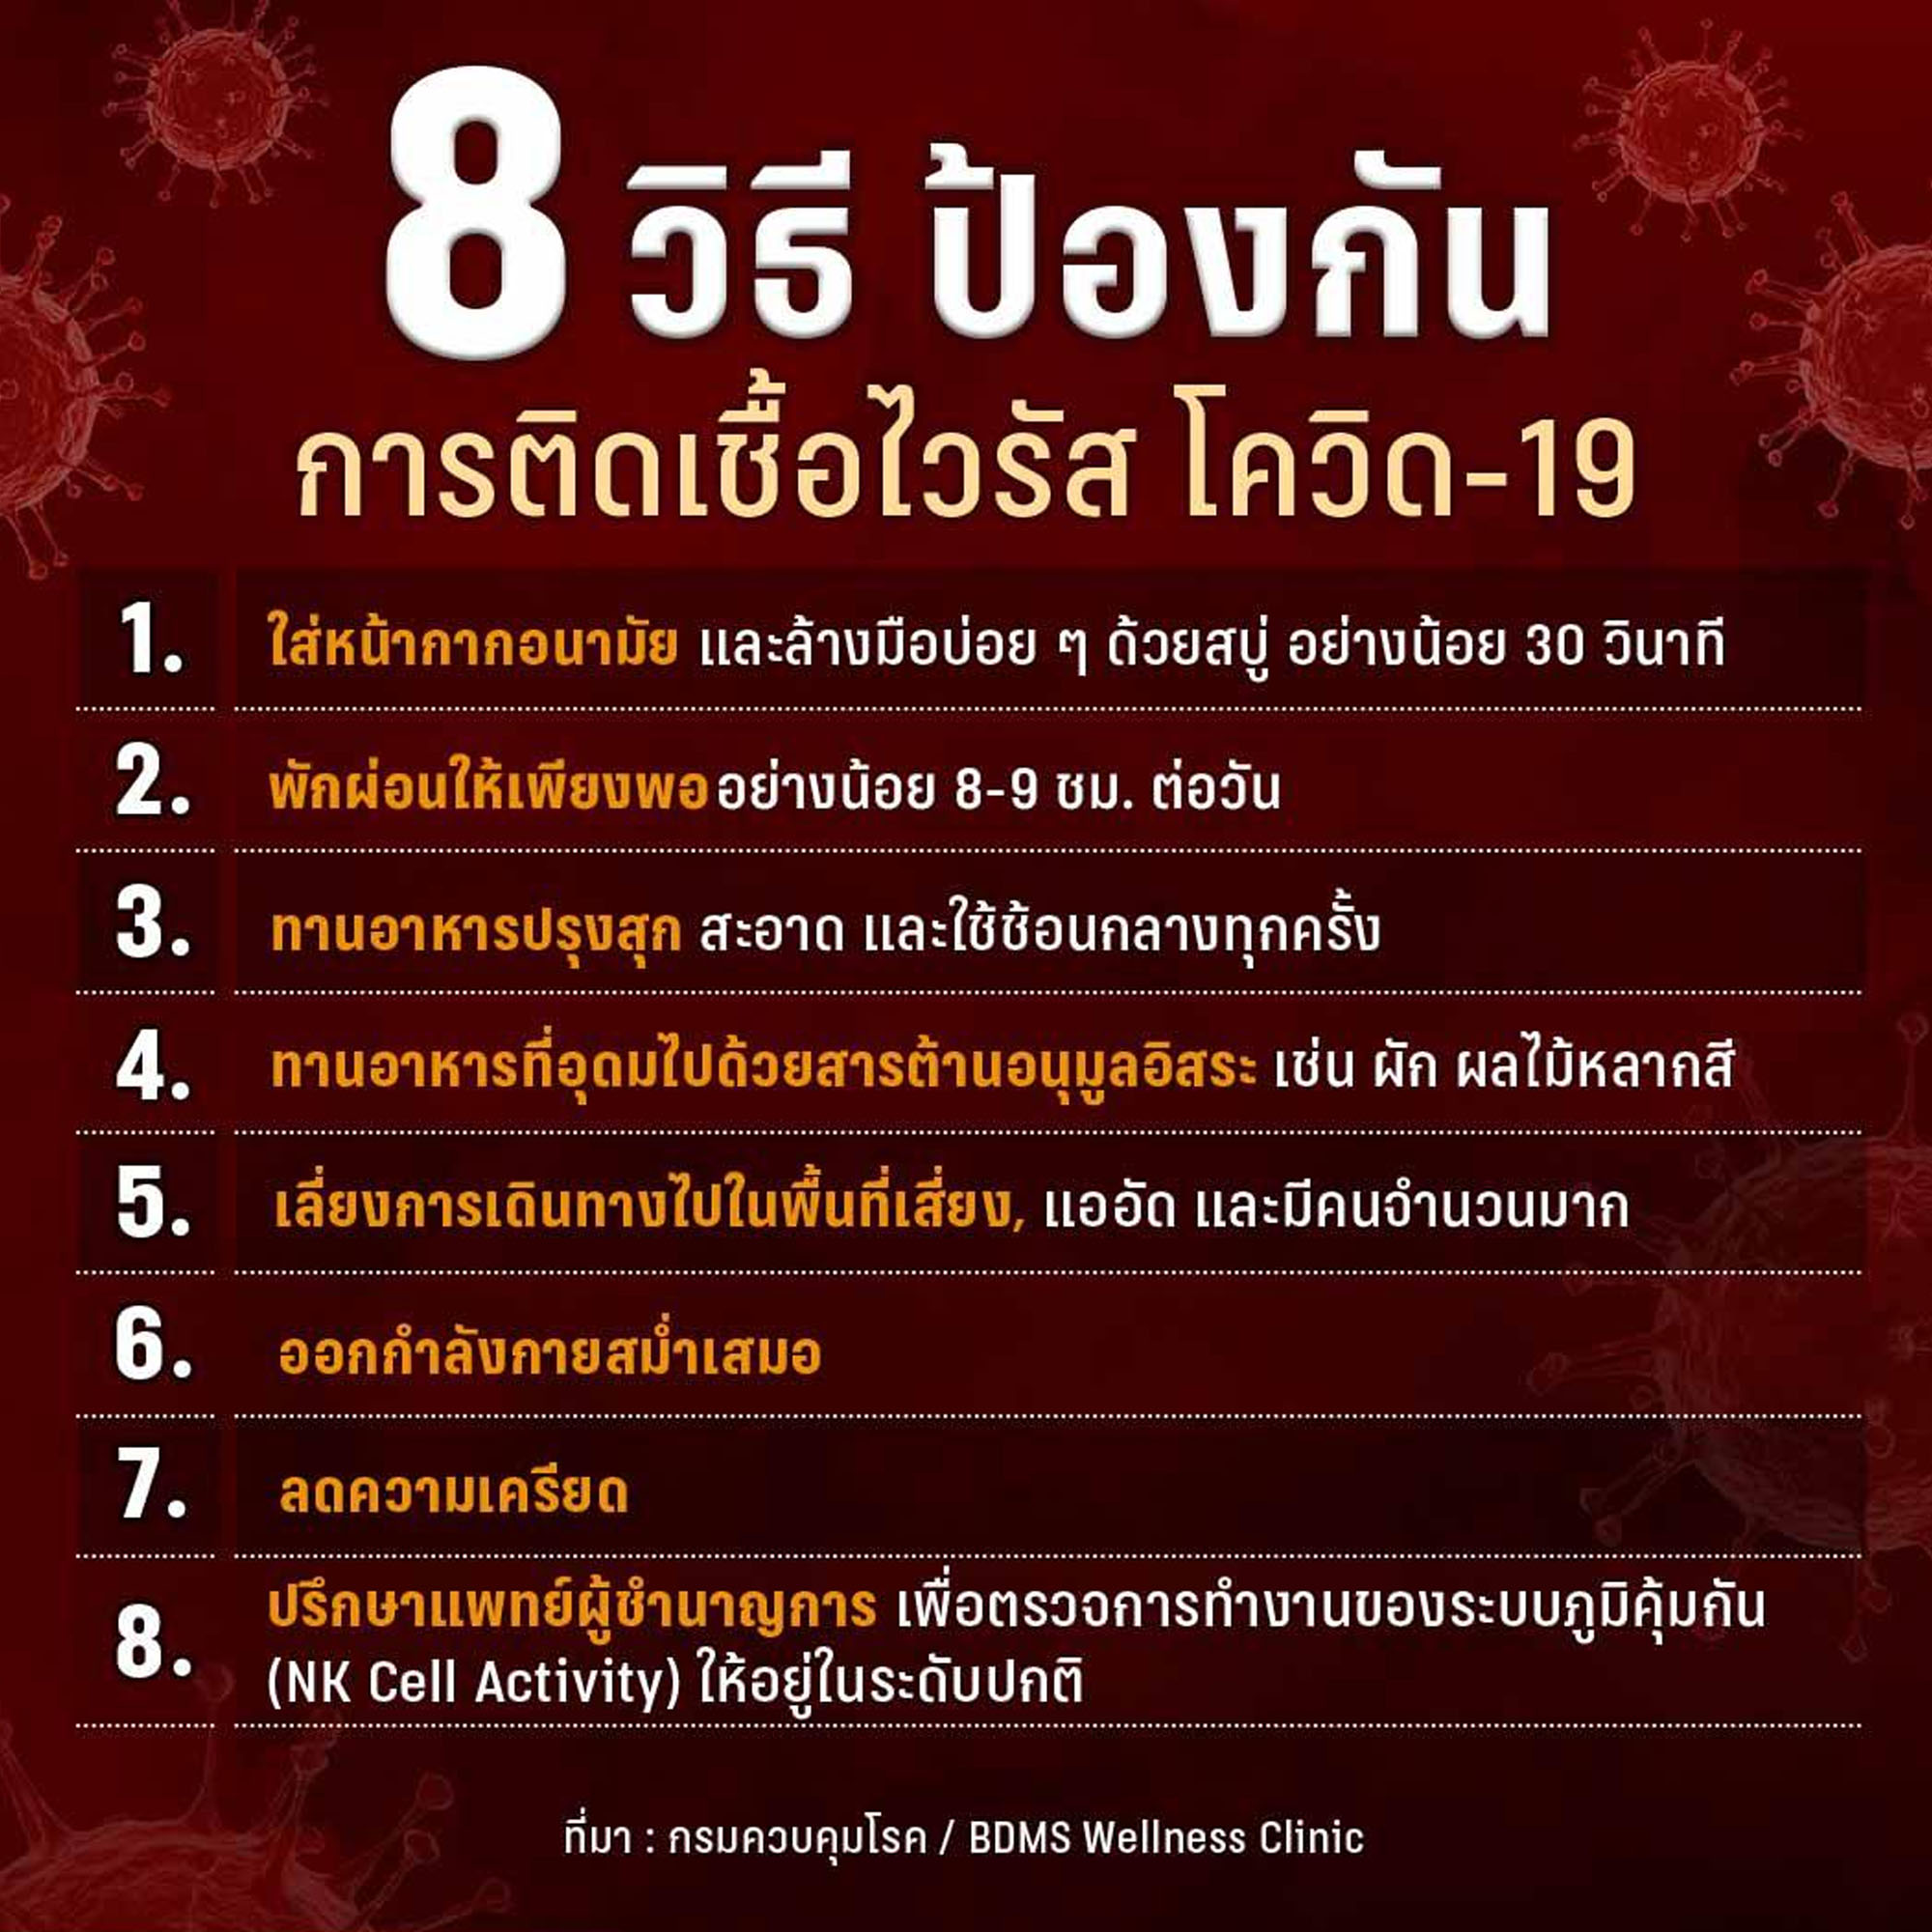 8 วิธี ป้องกัน
การติดเชื้อไวรัส โควิด-19
1. ใส่หน้ากากอนามัย และล้างมือบ่อย ๆ ด้วยสบู่ อย่างน้อย 30 วินาที
2. พักผ่อนให้เพียงพออย่างน้อย 8-9 ชม. ต่อวัน
3. ทานอาหารปรุงสุก สะอาด และใช้ช้อนกลางทุกครั้ง
4. ทานอาหารที่อุดมไปด้วยสารต้านอนุมูลอิสระ เช่น ผัก ผลไม้หลากสี
5. เลี่ยงการเดินทางไปในพื้นที่เสี่ยง, แออัด และมีคนจำนวนมาก
6. ออกกำลังกายสม่ำเสมอ
7. ลดความเครียด
8. ปรึกษาแพทย์ผู้ชำนาญการ เพื่อตรวจการทำงานของระบบภูมิคุ้มกัน
(NK Cell Activity) ให้อยู่ในระดับปกติ
ที่มา : กรมควบคุมโรค / BDMS Wellness Clinic